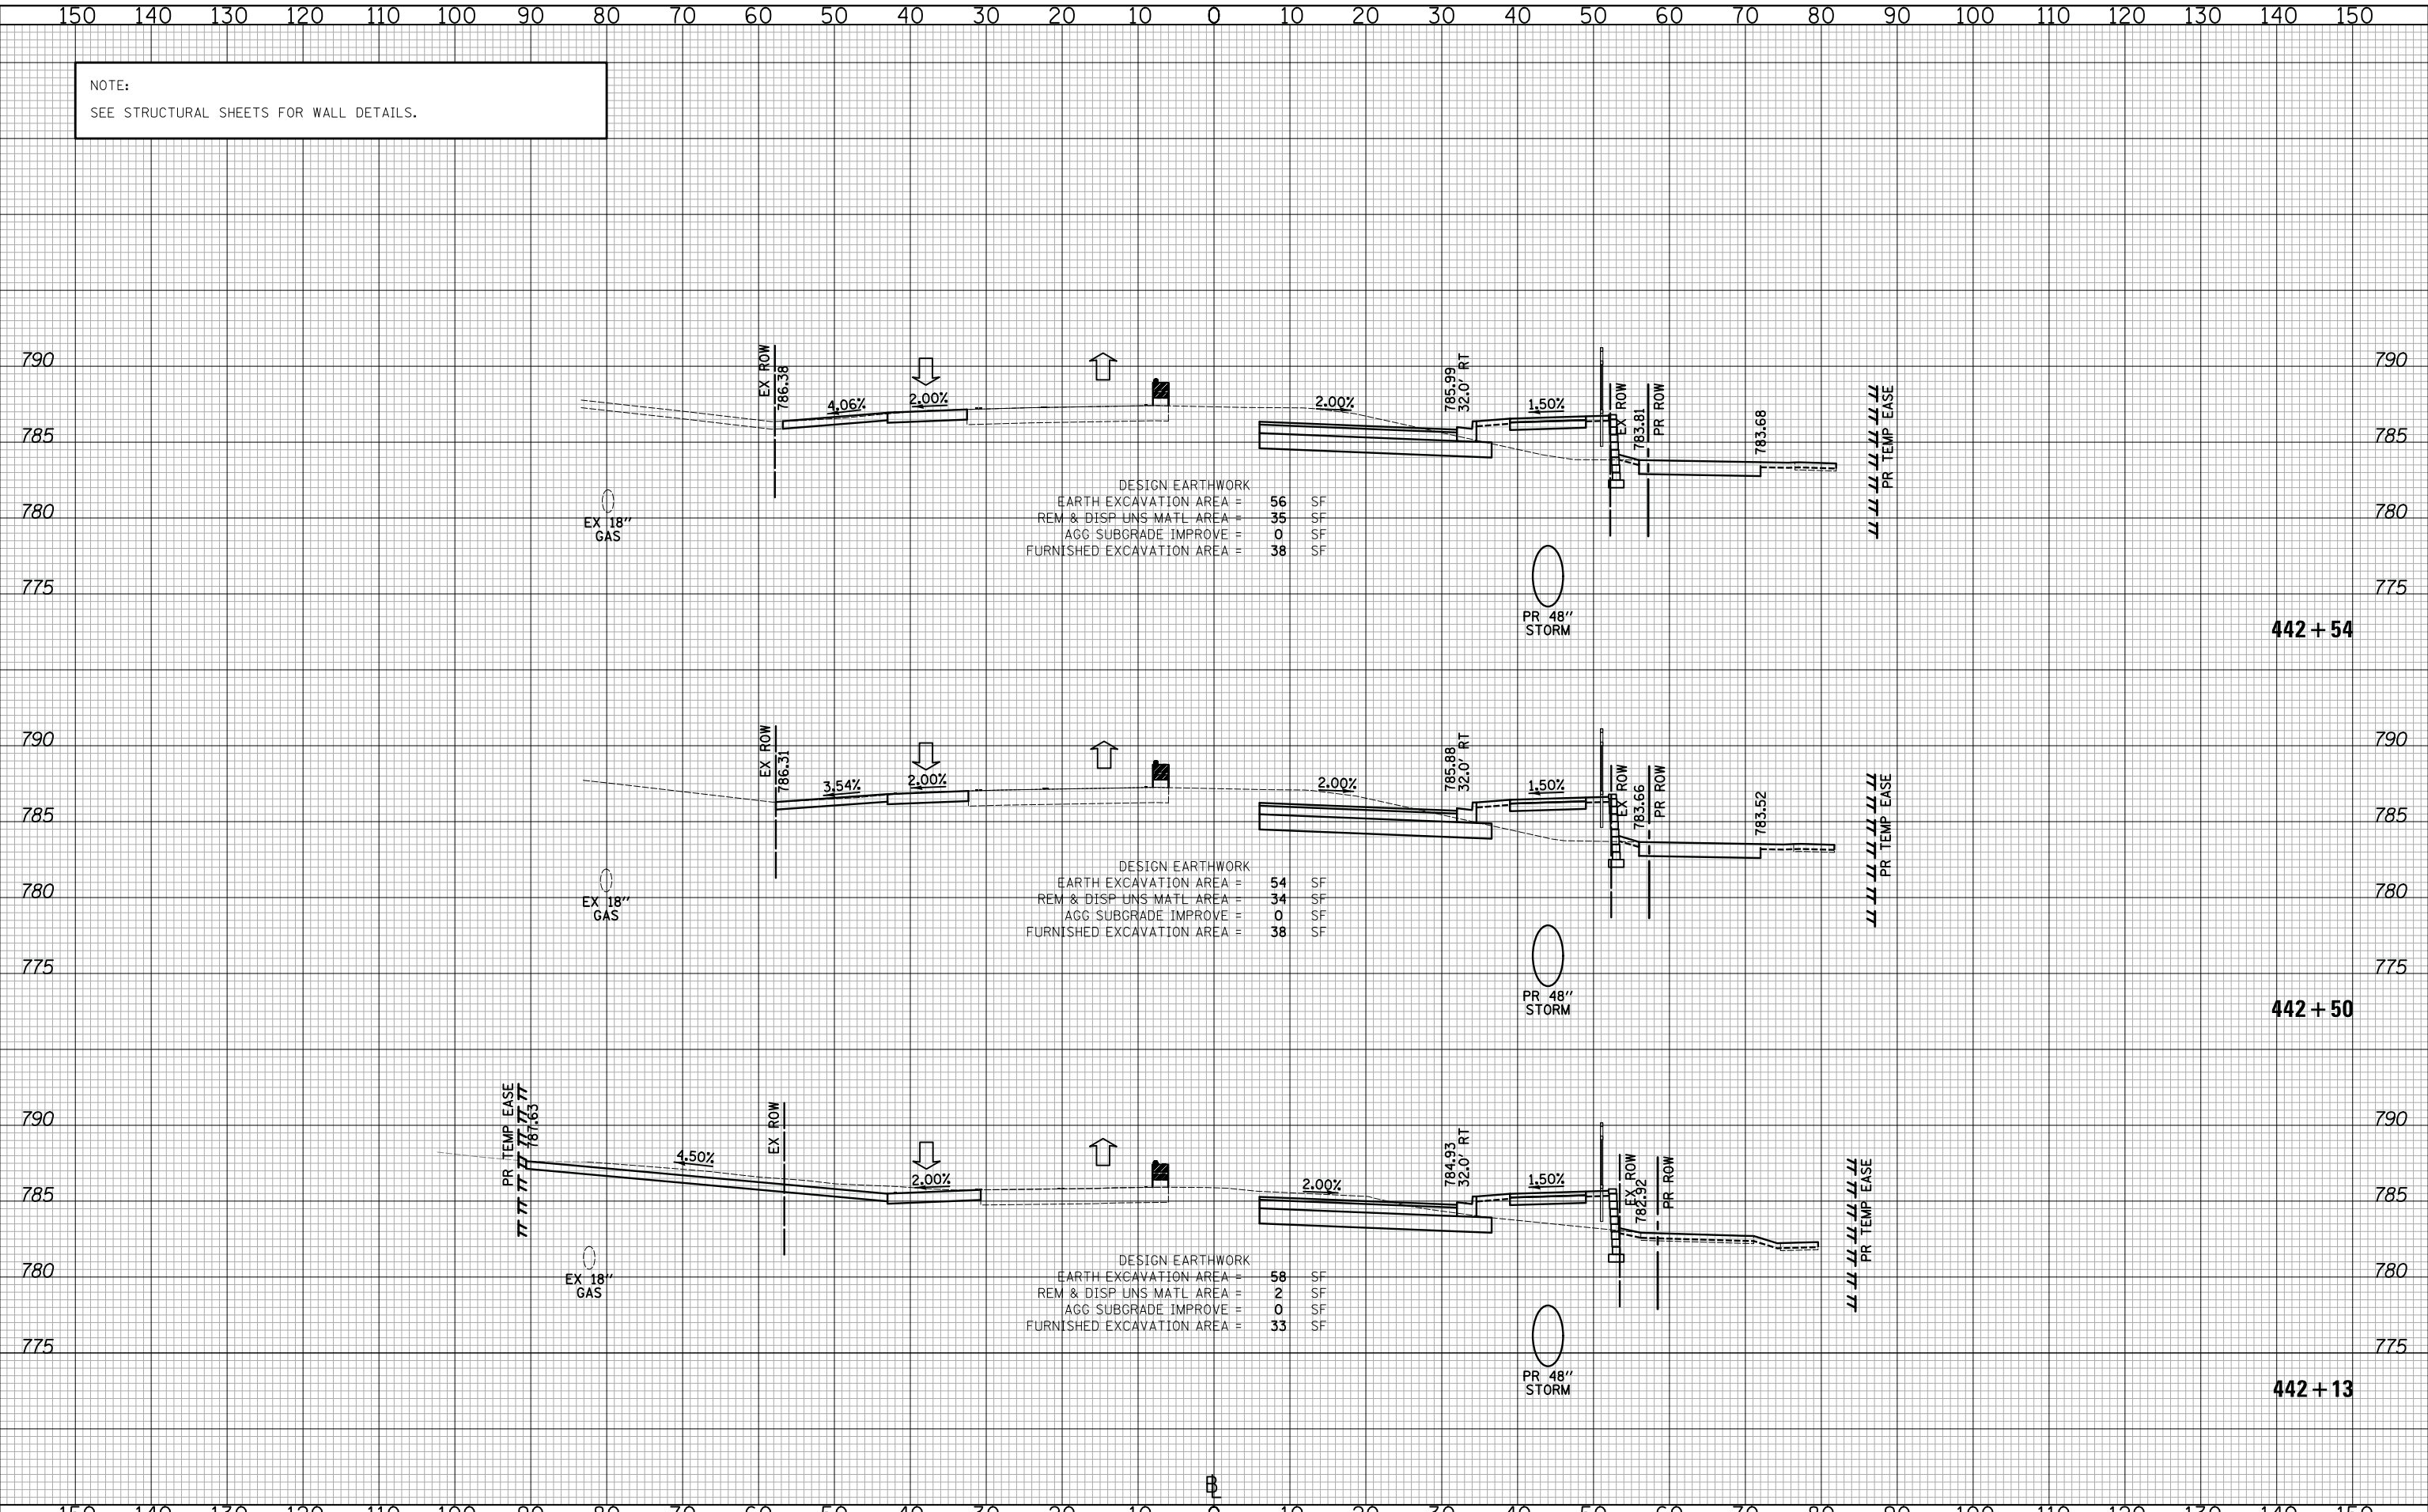 150 140 130 120 110 100 90 80 70 60 50 40 30 20 10 0 10 20 30 40 50 60 70 80 90 100 110 120 130 140 150
NOTE:
SEE STRUCTURAL SHEETS FOR WALL DETAILS.
790 790
785 785
780 780
775 775
EX ROW
786.38
4.06%
2.00%
2.00%
785.99
32.0' RT
1.50%
EX ROW
783.81
PR ROW
783.68
PR TEMP EASE
EX 18"
GAS
DESIGN EARTHWORK
EARTH EXCAVATION AREA = 56 SF
REM & DISP UNS MATL AREA = 35 SF
AGG SUBGRADE IMPROVE = 0 SF
FURNISHED EXCAVATION AREA = 38 SF
PR 48"
STORM
442+54
790 790
785 785
780 780
775 775
EX ROW
786.31
3.54%
2.00%
2.00%
785.88
32.0' RT
1.50%
EX ROW
783.66
PR ROW
783.52
PR TEMP EASE
EX 18"
GAS
DESIGN EARTHWORK
EARTH EXCAVATION AREA = 54 SF
REM & DISP UNS MATL AREA = 34 SF
AGG SUBGRADE IMPROVE = 0 SF
FURNISHED EXCAVATION AREA = 38 SF
PR 48"
STORM
442+50
790 790
785 785
780 780
775 775
PR TEMP EASE
787.63
4.50%
EX ROW
2.00%
2.00%
784.93
32.0' RT
1.50%
EX ROW
782.92
PR ROW
PR TEMP EASE
EX 18"
GAS
DESIGN EARTHWORK
EARTH EXCAVATION AREA = 58 SF
REM & DISP UNS MATL AREA = 2 SF
AGG SUBGRADE IMPROVE = 0 SF
FURNISHED EXCAVATION AREA = 33 SF
PR 48"
STORM
442+13
BL
150 140 130 120 110 100 90 80 70 60 50 40 30 20 10 0 10 20 30 40 50 60 70 80 90 100 110 120 130 140 150